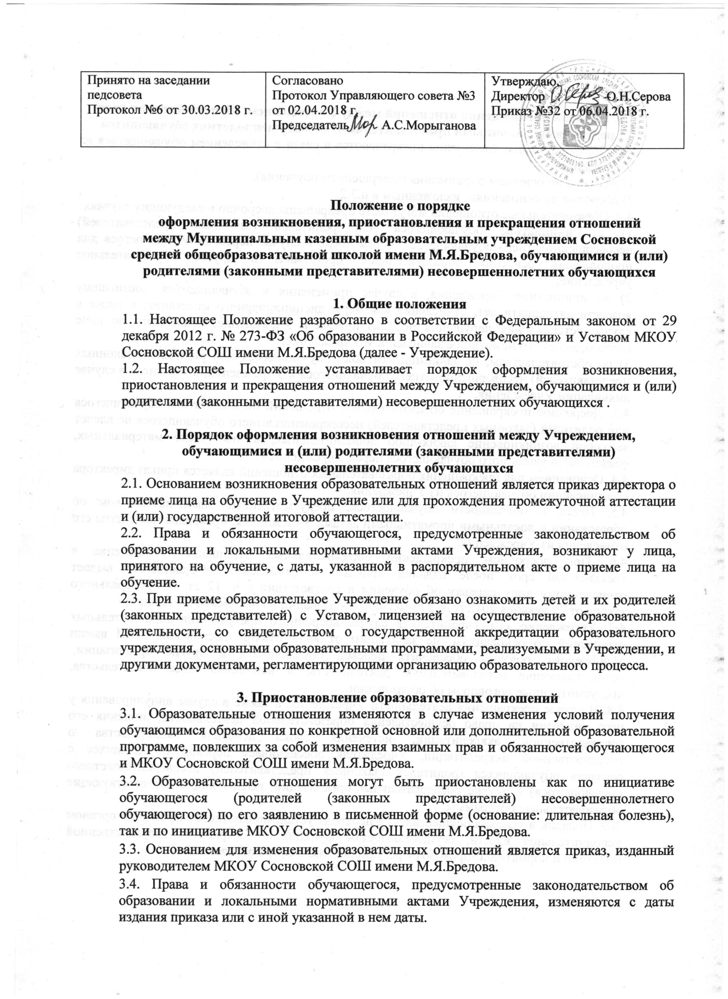 Принято на заседании
педсовета
Протокол №6 от 30.03.2018 г.
Согласовано
Протокол Управляющего совета №3
от 02.04.2018 г.
Председатель А.С.Морыганова
Утверждаю,
Директор О.Н.Серова
Приказ №32 от 06.04.2018 г.
Положение о порядке
оформления возникновения, приостановления и прекращения отношений
между Муниципальным казенным образовательным учреждением Сосновской
средней общеобразовательной школой имени М.Я.Бредова, обучающимися и (или)
родителями (законными представителями) несовершеннолетних обучающихся
1. Общие положения
1.1. Настоящее Положение разработано в соответствии с Федеральным законом от 29
декабря 2012 г. № 273-ФЗ «Об образовании в Российской Федерации» и Уставом МКОУ
Сосновской СОШ имени М.Я.Бредова (далее - Учреждение).
1.2. Настоящее Положение устанавливает порядок оформления возникновения,
приостановления и прекращения отношений между Учреждением, обучающимися и (или)
родителями (законными представителями) несовершеннолетних обучающихся .
2. Порядок оформления возникновения отношений между Учреждением,
обучающимися и (или) родителями (законными представителями)
несовершеннолетних обучающихся
2.1. Основанием возникновения образовательных отношений является приказ директора о
приеме лица на обучение в Учреждение или для прохождения промежуточной аттестации
и (или) государственной итоговой аттестации.
2.2. Права и обязанности обучающегося, предусмотренные законодательством об
образовании и локальными нормативными актами Учреждения, возникают у лица,
принятого на обучение, с даты, указанной в распорядительном акте о приеме лица на
обучение.
2.3. При приеме образовательное Учреждение обязано ознакомить детей и их родителей
(законных представителей) с Уставом, лицензией на осуществление образовательной
деятельности, со свидетельством о государственной аккредитации образовательного
учреждения, основными образовательными программами, реализуемыми в Учреждении, и
другими документами, регламентирующими организацию образовательного процесса.
3. Приостановление образовательных отношений
3.1. Образовательные отношения изменяются в случае изменения условий получения
обучающимся образования по конкретной основной или дополнительной образовательной
программе, повлекших за собой изменения взаимных прав и обязанностей обучающегося
и МКОУ Сосновской СОШ имени М.Я.Бредова.
3.2. Образовательные отношения могут быть приостановлены как по инициативе
обучающегося (родителей (законных представителей) несовершеннолетнего
обучающегося) по его заявлению в письменной форме (основание: длительная болезнь),
так и по инициативе МКОУ Сосновской СОШ имени М.Я.Бредова.
3.3. Основанием для изменения образовательных отношений является приказ, изданный
руководителем МКОУ Сосновской СОШ имени М.Я.Бредова.
3.4. Права и обязанности обучающегося, предусмотренные законодательством об
образовании и локальными нормативными актами Учреждения, изменяются с даты
издания приказа или с иной указанной в нем даты.